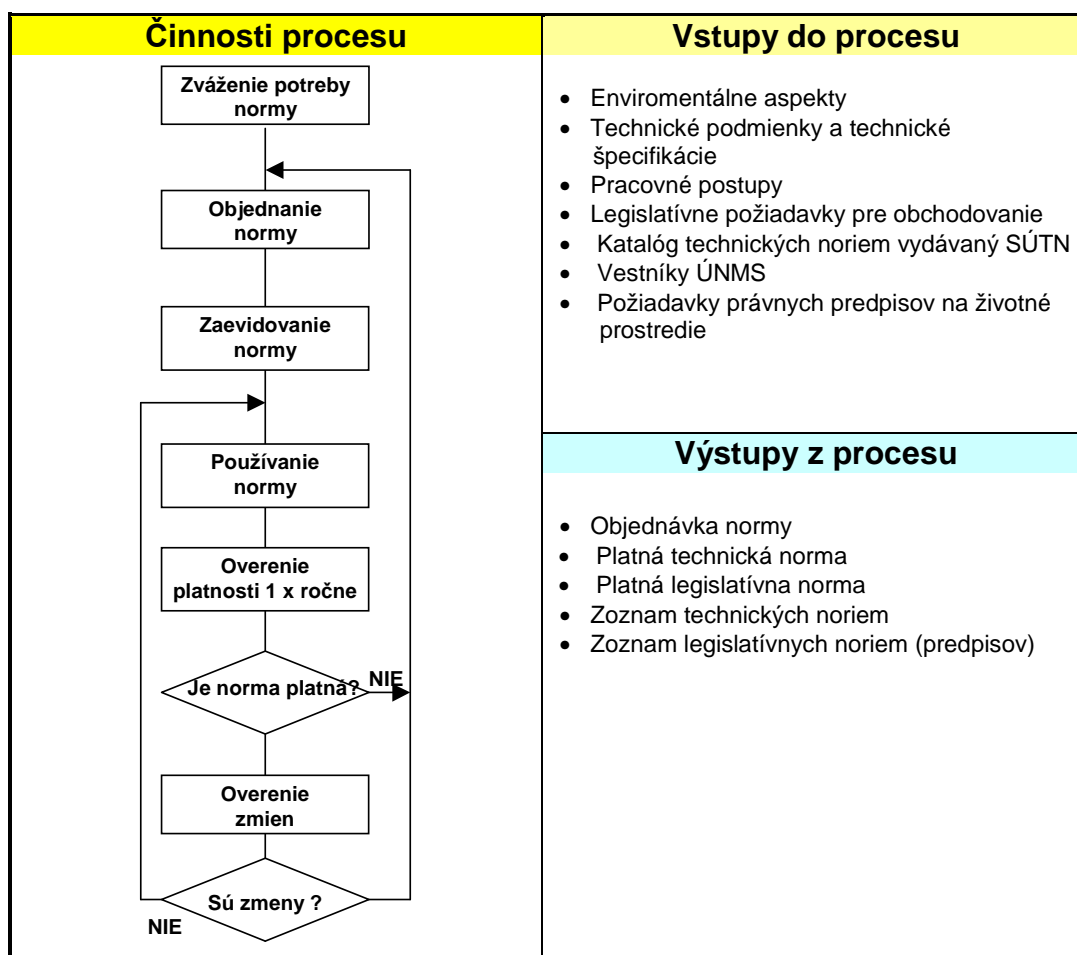 Činnosti procesu
Zváženie potreby
normy
Objednanie
normy
Zaevidovanie
normy
Používanie
normy
Overenie
platnosti 1 x ročne
Je norma platná?
NIE
Overenie
zmien
Sú zmeny ?
NIE
Vstupy do procesu
• Enviromentálne aspekty
• Technické podmienky a technické
špecifikácie
• Pracovné postupy
• Legislatívne požiadavky pre obchodovanie
• Katalóg technických noriem vydávaný SÚTN
• Vestníky ÚNMS
• Požiadavky právnych predpisov na životné
prostredie
Výstupy z procesu
• Objednávka normy
• Platná technická norma
• Platná legislatívna norma
• Zoznam technických noriem
• Zoznam legislatívnych noriem (predpisov)